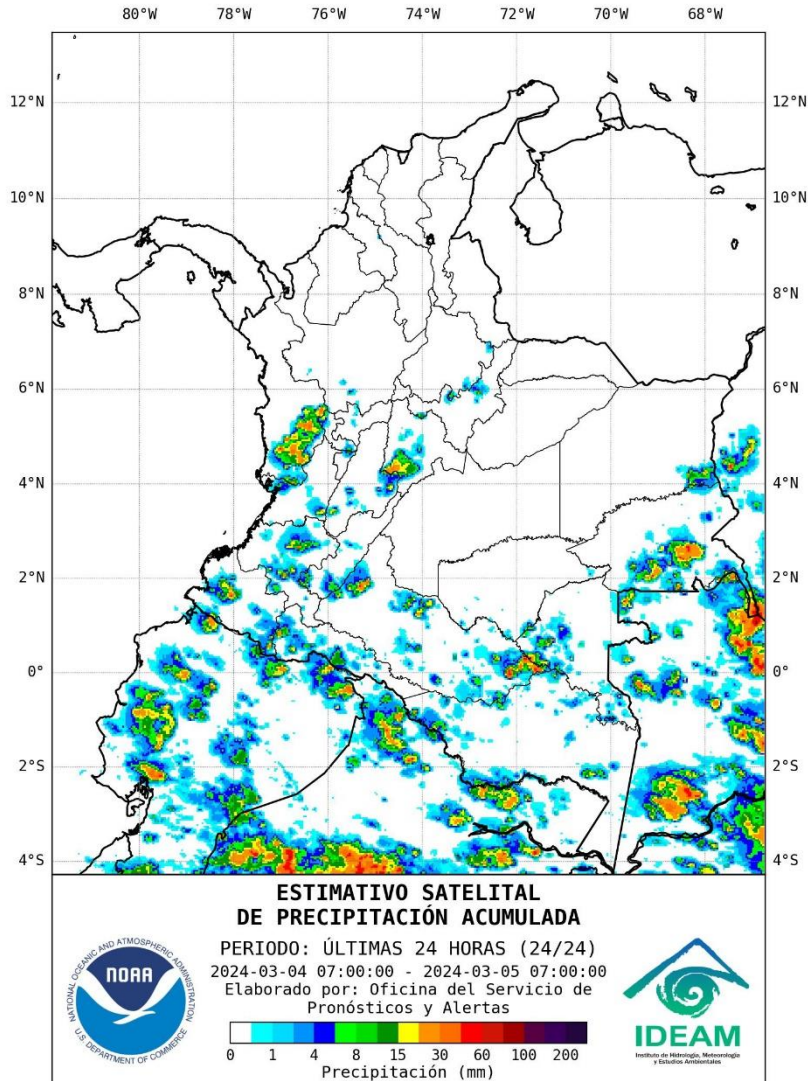 80°W 78°W 76°W 74°W 72°W 70°W 68°W
12°N 12°N
10°N 10°N
8°N 8°N
6°N 6°N
4°N 4°N
2°N 2°N
0° 0°
2°S 2°S
4°S 4°S
ESTIMATIVO SATELITAL
DE PRECIPITACIÓN ACUMULADA
PERIODO: ÚLTIMAS 24 HORAS (24/24)
2024-03-04 07:00:00 - 2024-03-05 07:00:00
Elaborado por: Oficina del Servicio de
Pronósticos y Alertas
0 1 4 8 15 30 60 100 200
Precipitación (mm)
NATIONAL OCEANIC AND ATMOSPHERIC ADMINISTRATION
NOAA
U.S. DEPARTMENT OF COMMERCE
IDEAM
Instituto de Hidrología, Meteorología
y Estudios Ambientales